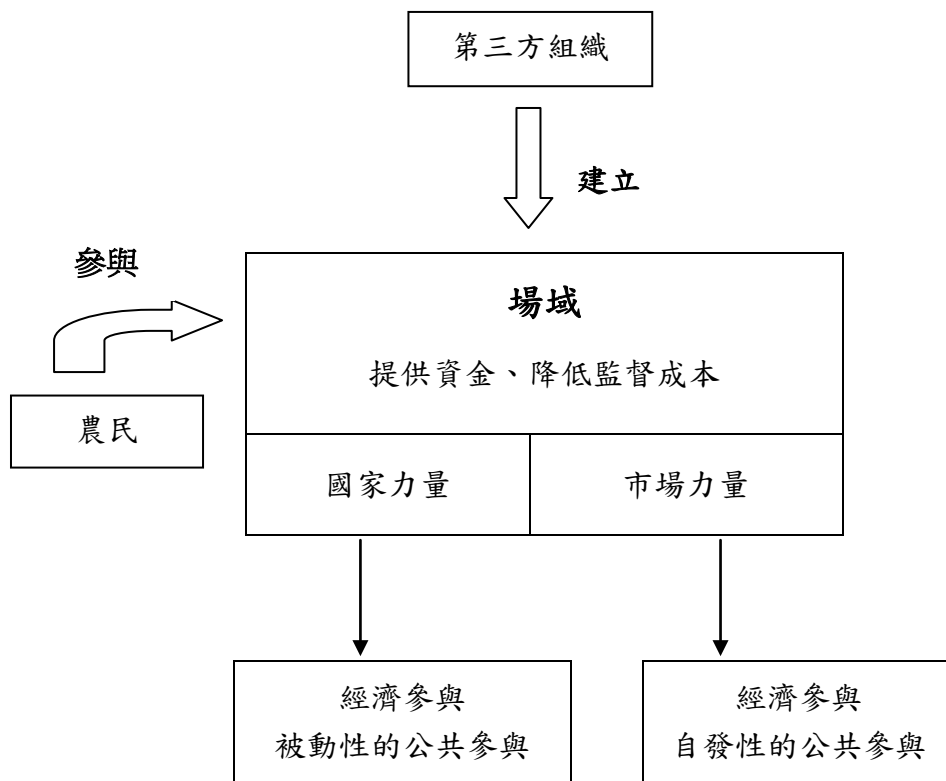 第三方組織
建立
參與
場域
提供資金、降低監督成本
農民
國家力量
市場力量
經濟參與
被動性的公共參與
經濟參與
自發性的公共參與